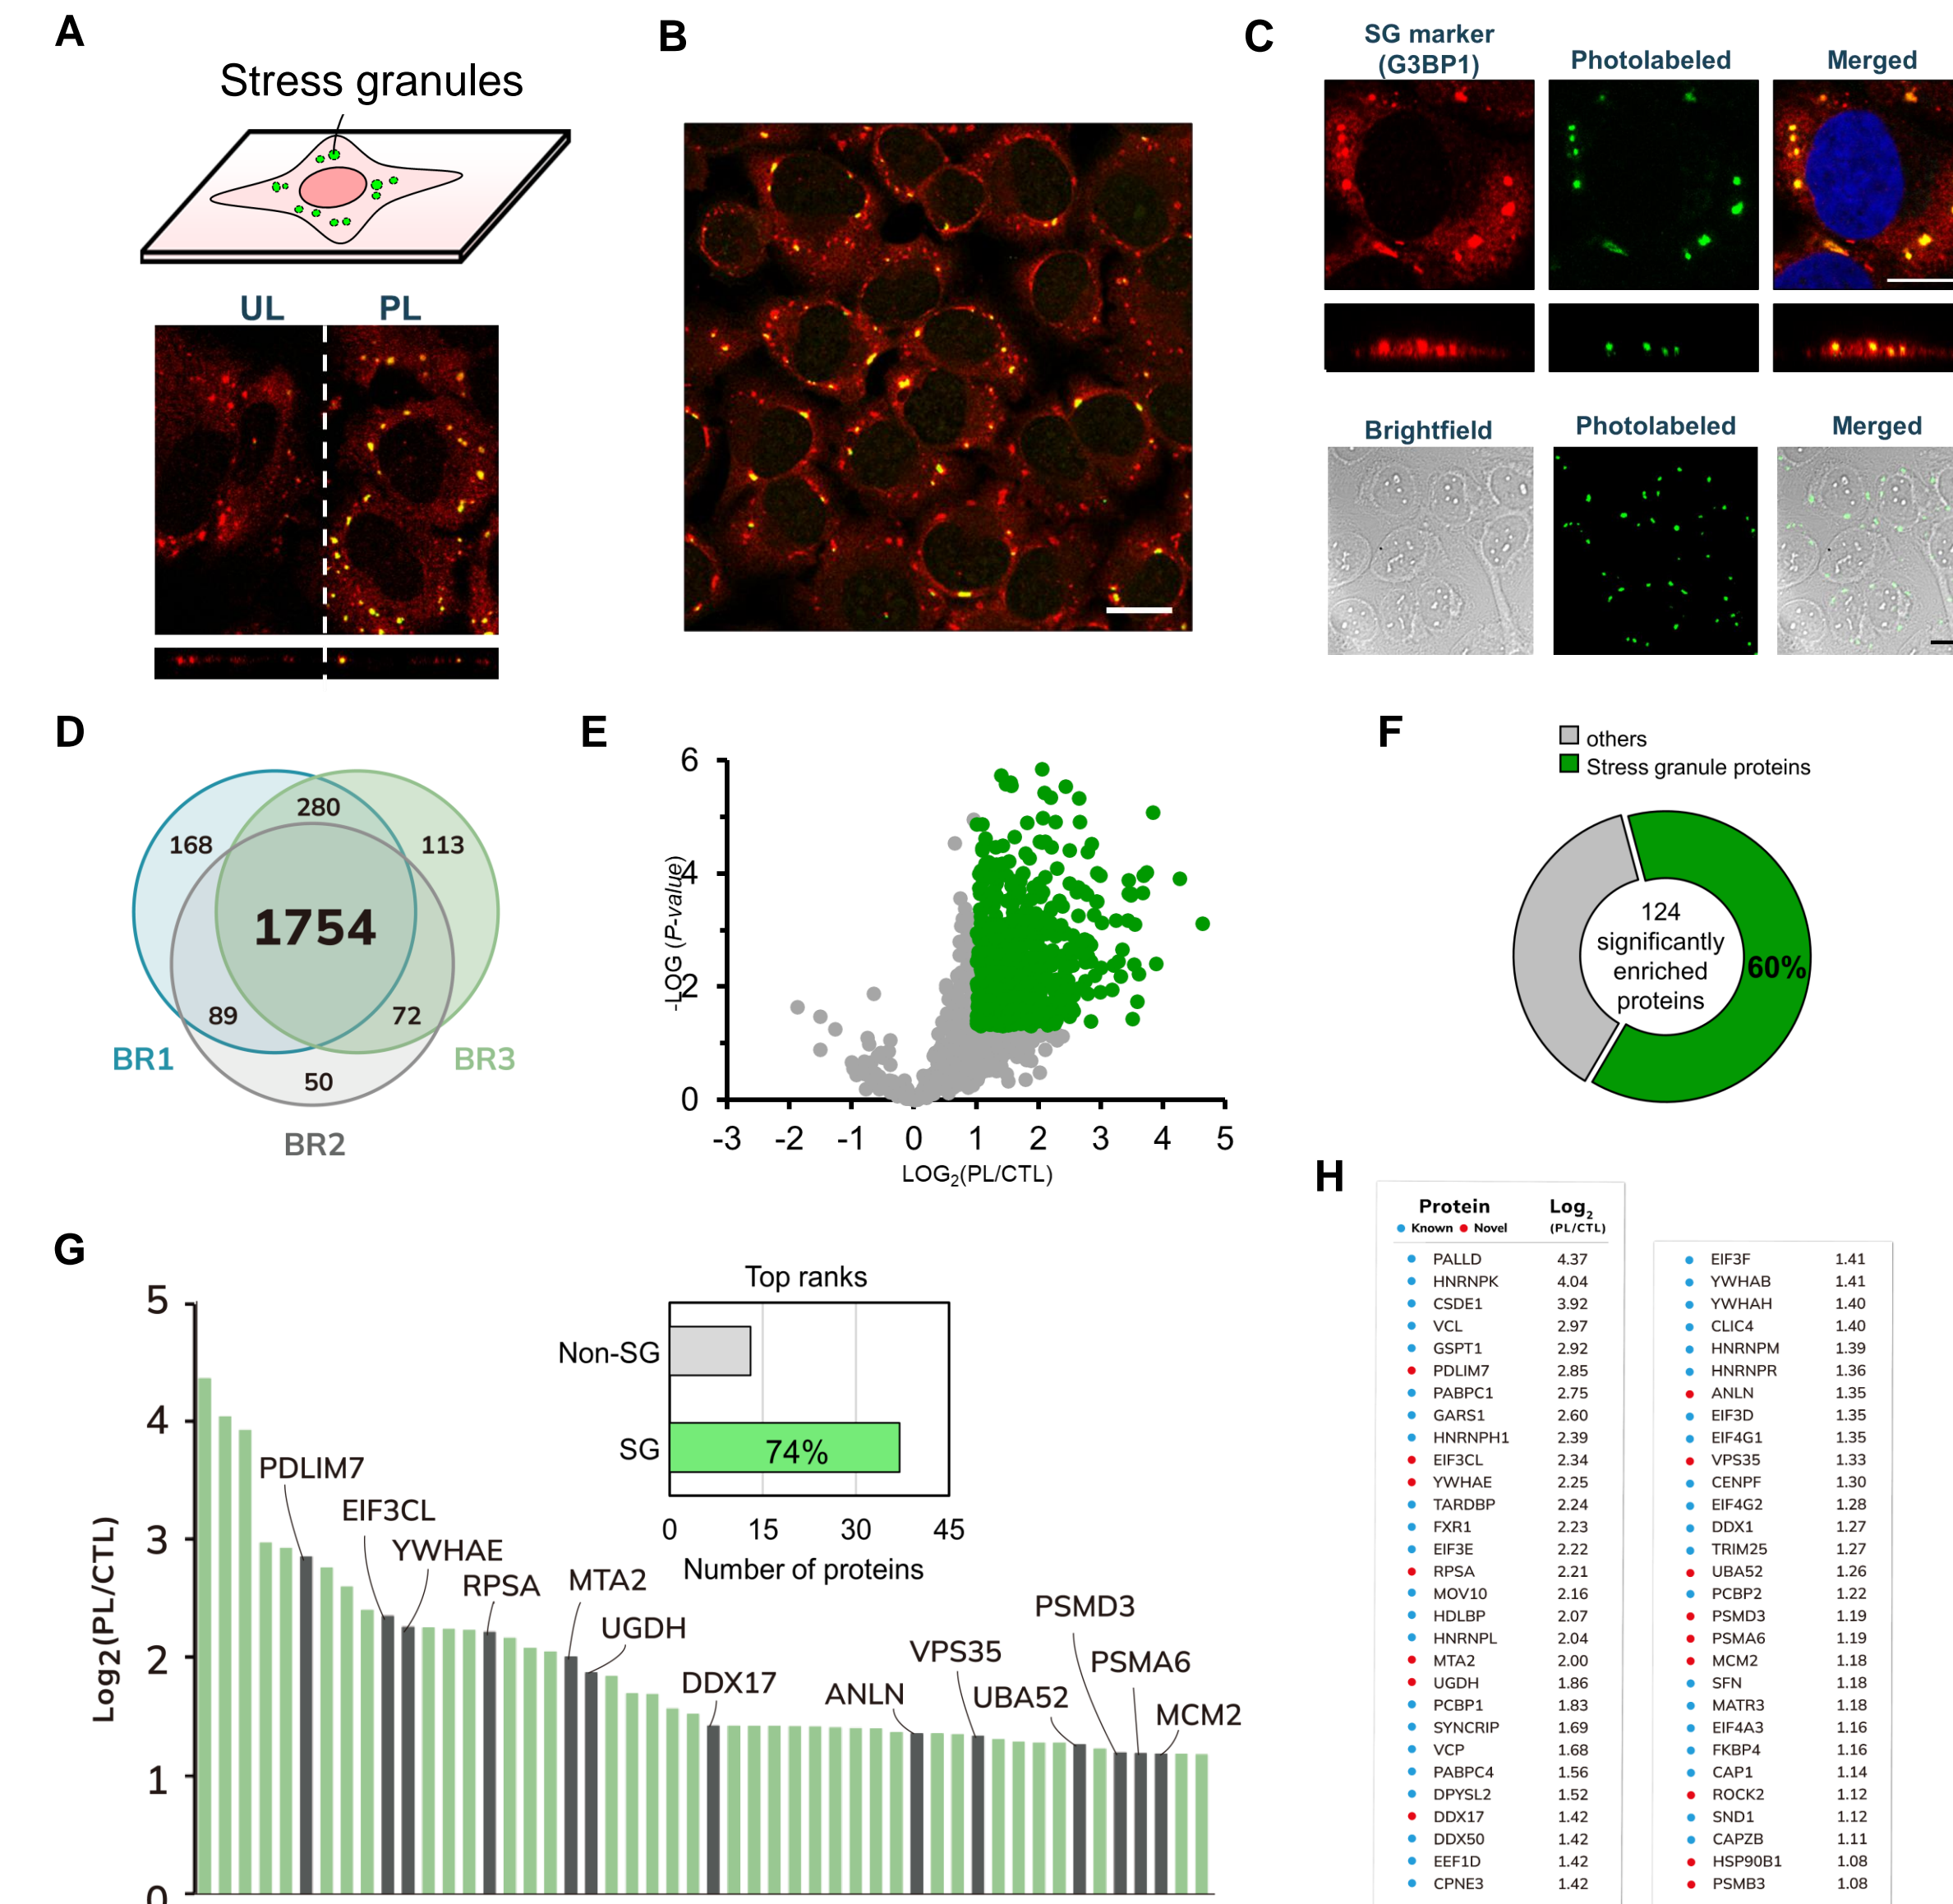 A
Stress granules
UL PL
B
C
SG marker
(G3BP1)
Photolabeled
Merged
Brightfield
Photolabeled
Merged
D
280
168
113
1754
89
72
BR1
BR3
50
BR2
E
6
4
2
0
-LOG (P-value)
-3 -2 -1 0 1 2 3 4 5
LOG2(PL/CTL)
F
others
Stress granule proteins
124
significantly
enriched
proteins
60%
G
5
4
3
2
1
0
Log2(PL/CTL)
PDLIM7
EIF3CL
YWHAE
RPSA
MTA2
UGDH
DDX17
ANLN
VPS35
UBA52
PSMD3
PSMA6
MCM2
Top ranks
Non-SG
SG
74%
0 15 30 45
Number of proteins
H
Protein Log2
Known Novel (PL/CTL)
PALLD 4.37
HNRNPK 4.04
CSDE1 3.92
VCL 2.97
GSPT1 2.92
PDLIM7 2.85
PABPC1 2.75
GARS1 2.60
HNRNPH1 2.39
EIF3CL 2.34
YWHAE 2.25
TARDBP 2.24
FXR1 2.23
EIF3E 2.22
RPSA 2.21
MOV10 2.16
HDLBP 2.07
HNRNPL 2.04
MTA2 2.00
UGDH 1.86
PCBP1 1.83
SYNCRIP 1.69
VCP 1.68
PABPC4 1.56
DPYSL2 1.52
DDX17 1.42
DDX50 1.42
EEF1D 1.42
CPNE3 1.42
EIF3F 1.41
YWHAB 1.41
YWHAH 1.40
CLIC4 1.40
HNRNPM 1.39
HNRNPR 1.36
ANLN 1.35
EIF3D 1.35
EIF4G1 1.35
VPS35 1.33
CENPF 1.30
EIF4G2 1.28
DDX1 1.27
TRIM25 1.27
UBA52 1.26
PCBP2 1.22
PSMD3 1.19
PSMA6 1.19
MCM2 1.18
SFN 1.18
MATR3 1.18
EIF4A3 1.16
FKBP4 1.16
CAP1 1.14
ROCK2 1.12
SND1 1.12
CAPZB 1.11
HSP90B1 1.08
PSMB3 1.08